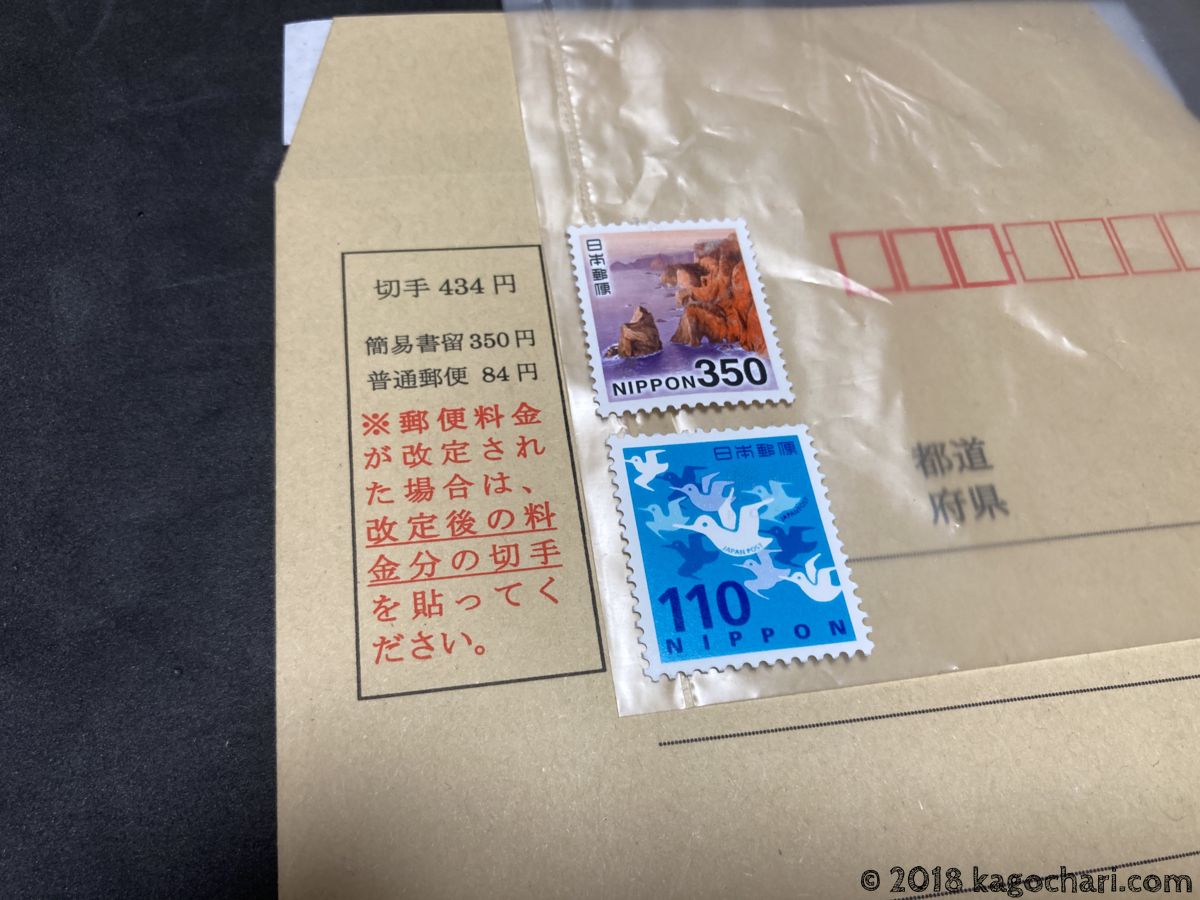 切手 434 円
簡易書留 350 円
普通郵便 84 円
※郵便料金
が改定され
た場合は、
改定後の料
金分の切手
を貼ってく
ださい。
日本郵便
NIPPON 350
日本郵便
JAPAN POST
JAPAN POST
110
NIPPON
都道
府県
© 2018 kagochari.com